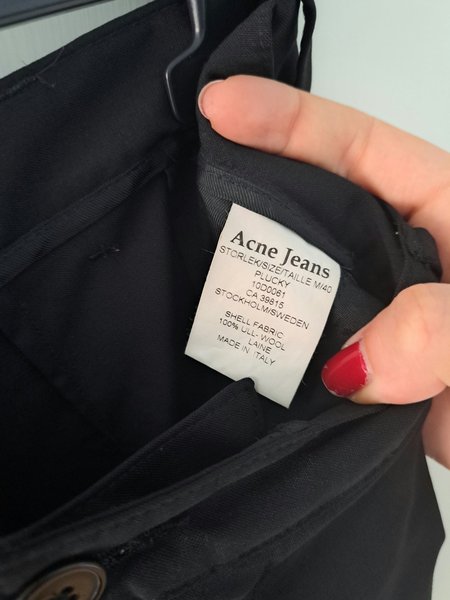 Acne Jeans
STORLEK/SIZE/TAILLE M/40
PLUCKY
10D0061
CA 39815
STOCKHOLM/SWEDEN
SHELL FABRIC
100% ULL- WOOL
LAINE
MADE IN ITALY